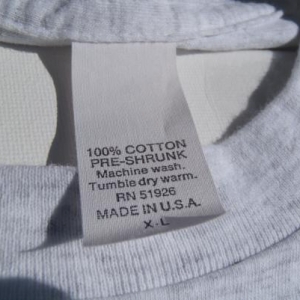 100% COTTON
PRE-SHRUNK
Machine wash.
Tumble dry warm.
RN 51926
MADE IN U.S.A.
X-L